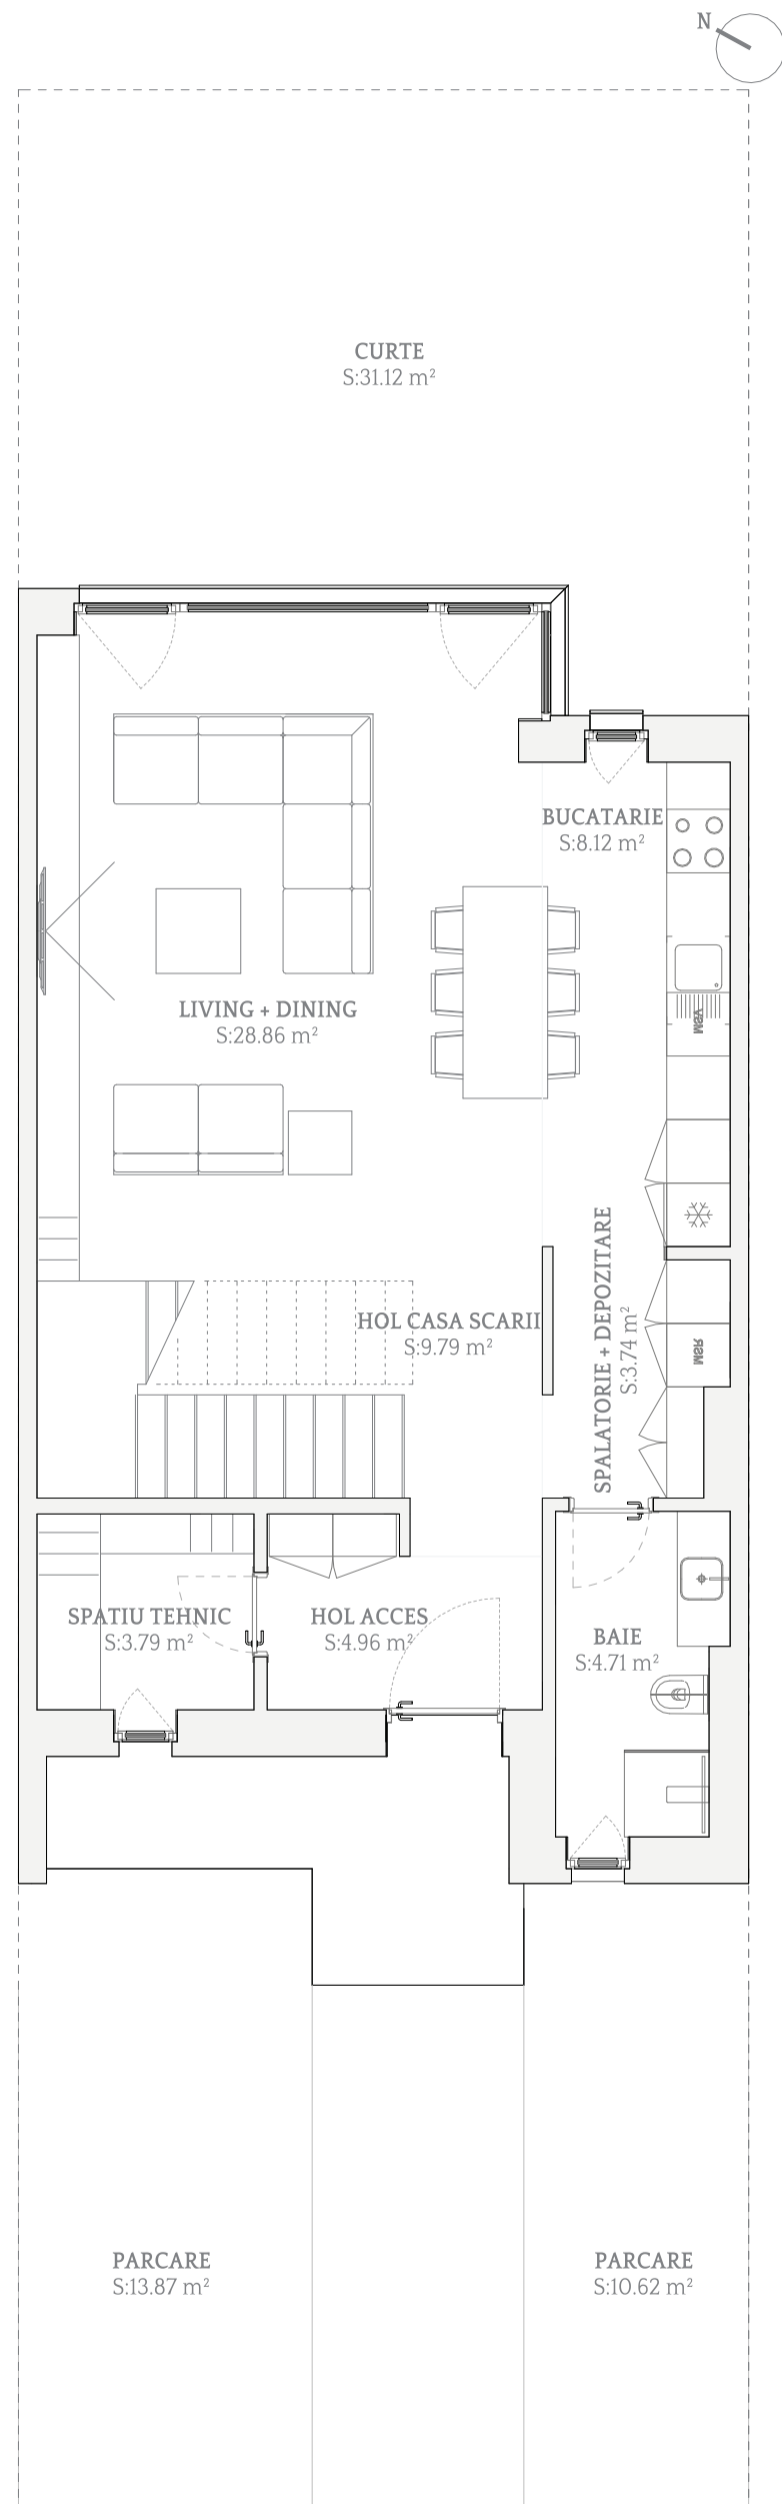 N
CURTE
S:31.12 m²
BUCATARIE
S:8.12 m²
MSV
LIVING + DINING
S:28.86 m²
HOL CASA SCARII
S:9.79 m²
SPALATORIE + DEPOZITARE
S:3.74 m²
MSR
SPATIU TEHNIC
S:3.79 m²
HOL ACCES
S:4.96 m²
BAIE
S:4.71 m²
PARCARE
S:13.87 m²
PARCARE
S:10.62 m²